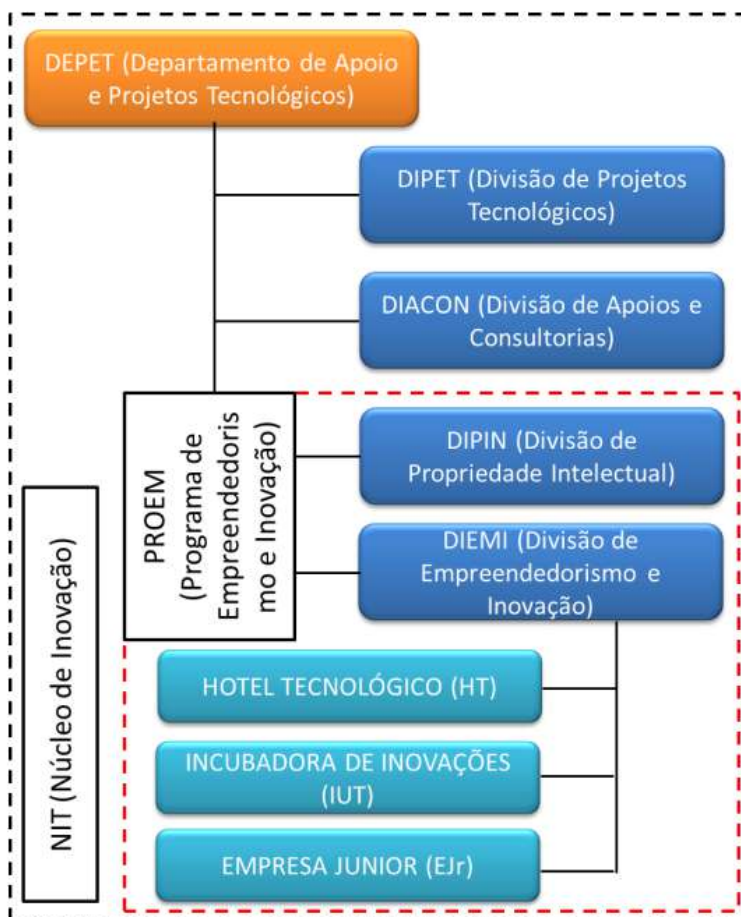 DEPET (Departamento de Apoio
e Projetos Tecnológicos)
DIPET (Divisão de Projetos
Tecnológicos)
DIACON (Divisão de Apoios e
Consultorias)
PROEM
(Programa de
Empreendedoris
mo e Inovação)
DIPIN (Divisão de
Propriedade Intelectual)
DIEMI (Divisão de
Empreendedorismo e
Inovação)
NIT (Núcleo de Inovação)
HOTEL TECNOLÓGICO (HT)
INCUBADORA DE INOVAÇÕES
(IUT)
EMPRESA JUNIOR (EJr)